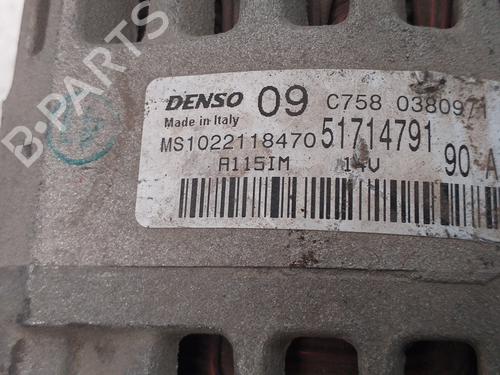 B-PARTS
DENSO 09 C758 0380971
Made in Italy
MS1022118470 51714791
A115IM 14V 90 A